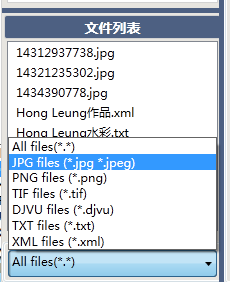 文件列表
14312937738.jpg
14321235302.jpg
1434390778.jpg
Hong Leung作品.xml
Hong Leung水彩.txt
All files(*.*)
JPG files (*.jpg *.jpeg)
PNG files (*.png)
TIF files (*.tif)
DJVU files (*.djvu)
TXT files (*.txt)
XML files (*.xml)
All files(*.*)